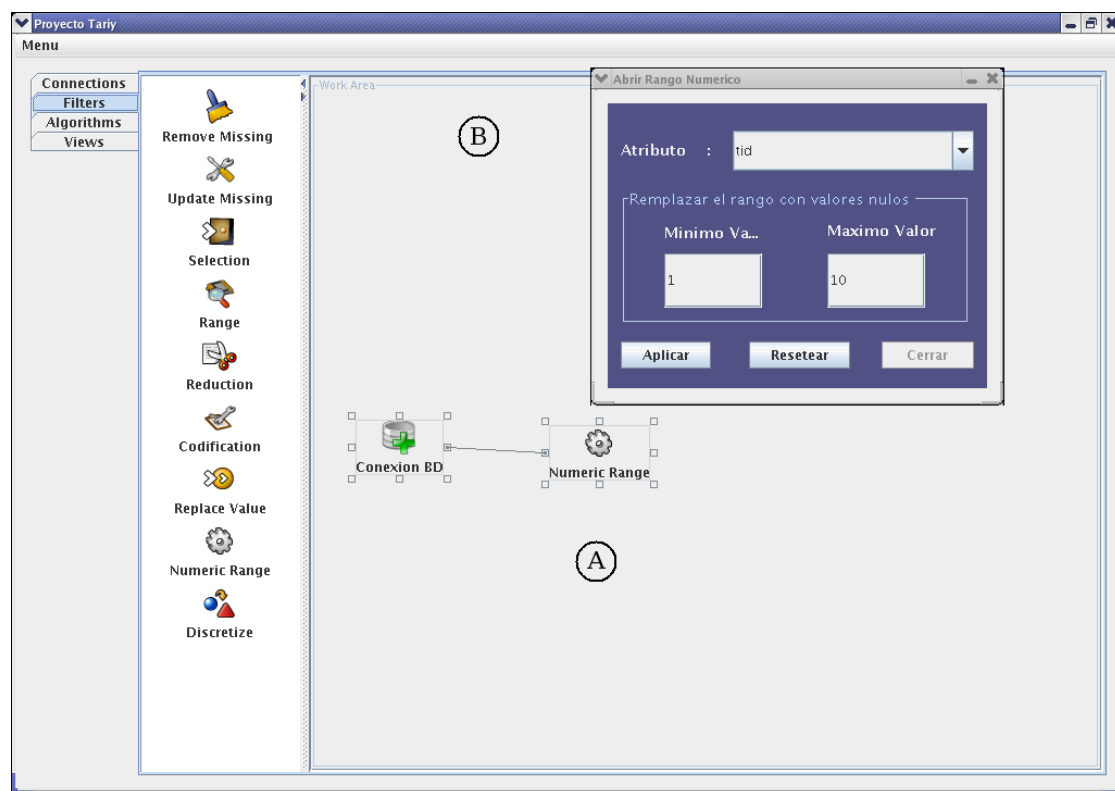 Proyecto Tariy
Menu
Connections
Filters
Algorithms
Views
Remove Missing
Update Missing
Selection
Range
Reduction
Codification
Replace Value
Numeric Range
Discretize
Work Area
B
Abrir Rango Numerico
Atributo :
tid
Remplazar el rango con valores nulos
Minimo Va... Maximo Valor
1 10
Aplicar Resetear Cerrar
Conexion BD
Numeric Range
A